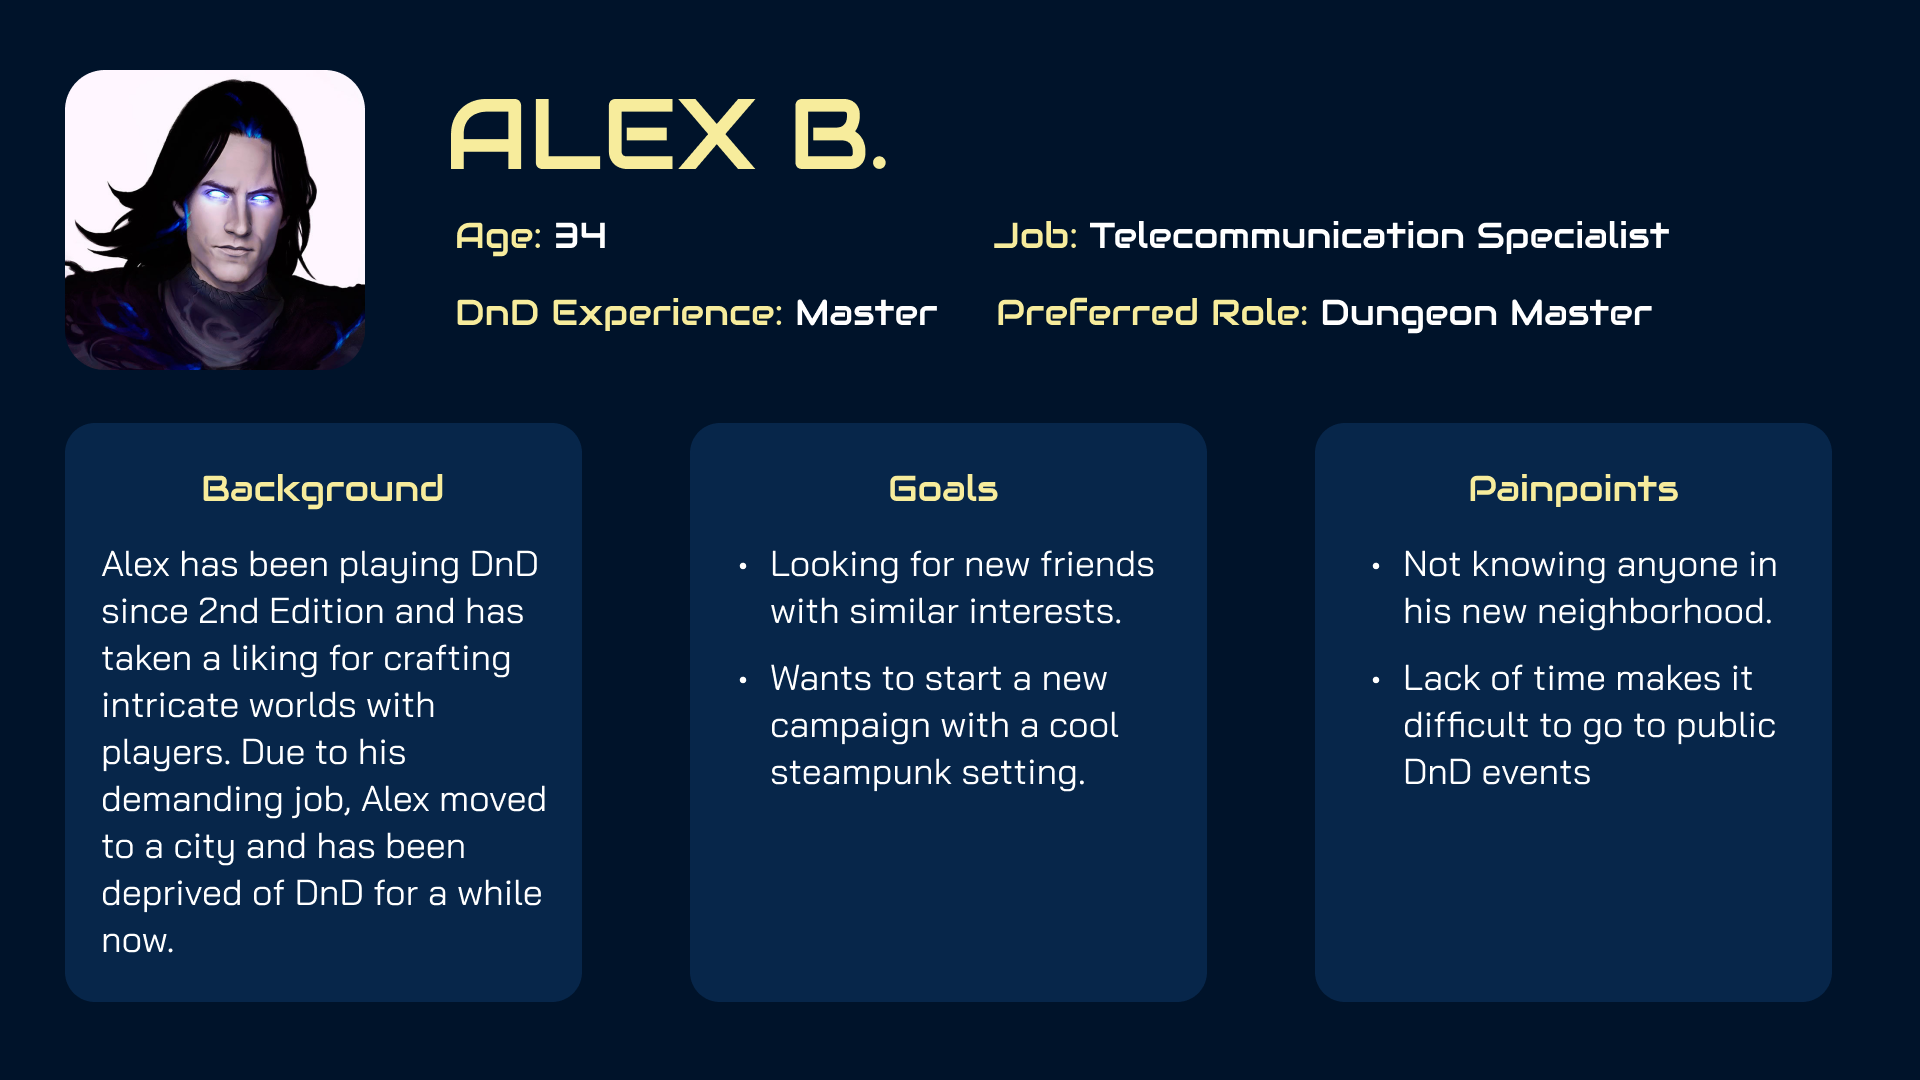 ALEX B.
Age: 34
Job: Telecommunication Specialist
DnD Experience: Master
Preferred Role: Dungeon Master
Background
Alex has been playing DnD
since 2nd Edition and has
taken a liking for crafting
intricate worlds with
players. Due to his
demanding job, Alex moved
to a city and has been
deprived of DnD for a while
now.
Goals
• Looking for new friends
with similar interests.
• Wants to start a new
campaign with a cool
steampunk setting.
Painpoints
• Not knowing anyone in
his new neighborhood.
• Lack of time makes it
difficult to go to public
DnD events